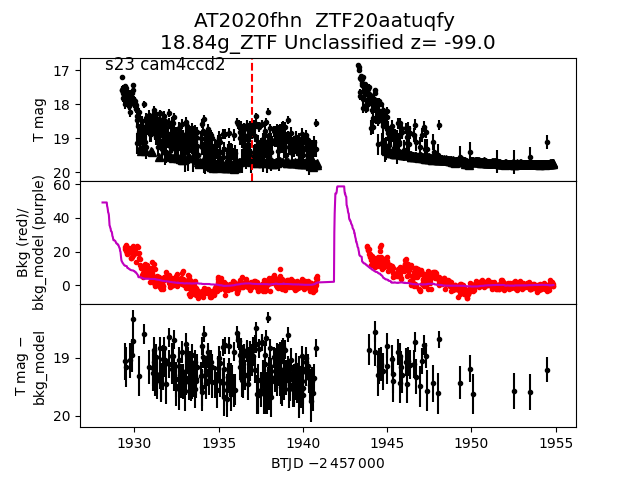 AT2020fhn  ZTF20aatuqfy
18.84g_ZTF Unclassified z= -99.0
s23 cam4ccd2
T mag
17
18
19
20
Bkg (red)/
bkg_model (purple)
60
40
20
0
T mag −
bkg_model
19
20
1930
1935
1940
1945
1950
1955
BTJD −2 457 000